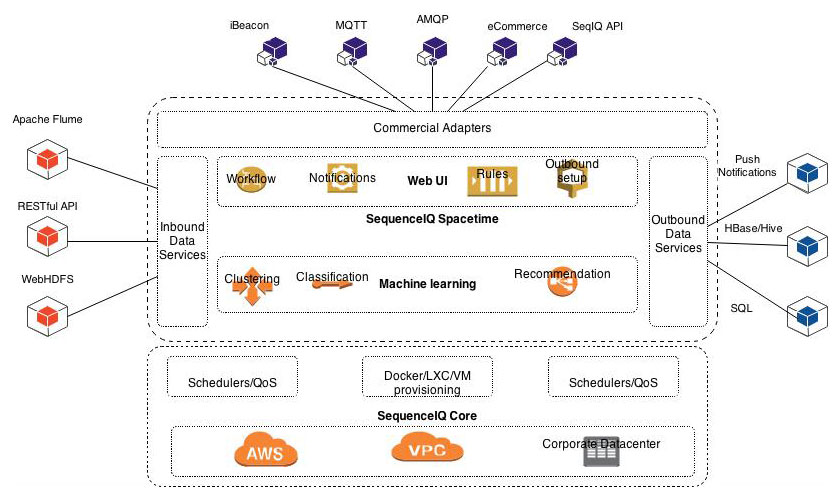 iBeacon
MQTT
AMQP
eCommerce
SeqIQ API
Commercial Adapters
Apache Flume
RESTful API
WebHDFS
Inbound
Data
Services
Workflow
Notifications
Web UI
Rules
Outbound
setup
SequenceIQ Spacetime
Clustering
Classification
Machine learning
Recommendation
Outbound
Data
Services
Push
Notifications
HBase/Hive
SQL
Schedulers/QoS
Docker/LXC/VM
provisioning
Schedulers/QoS
SequenceIQ Core
AWS
VPC
Corporate Datacenter